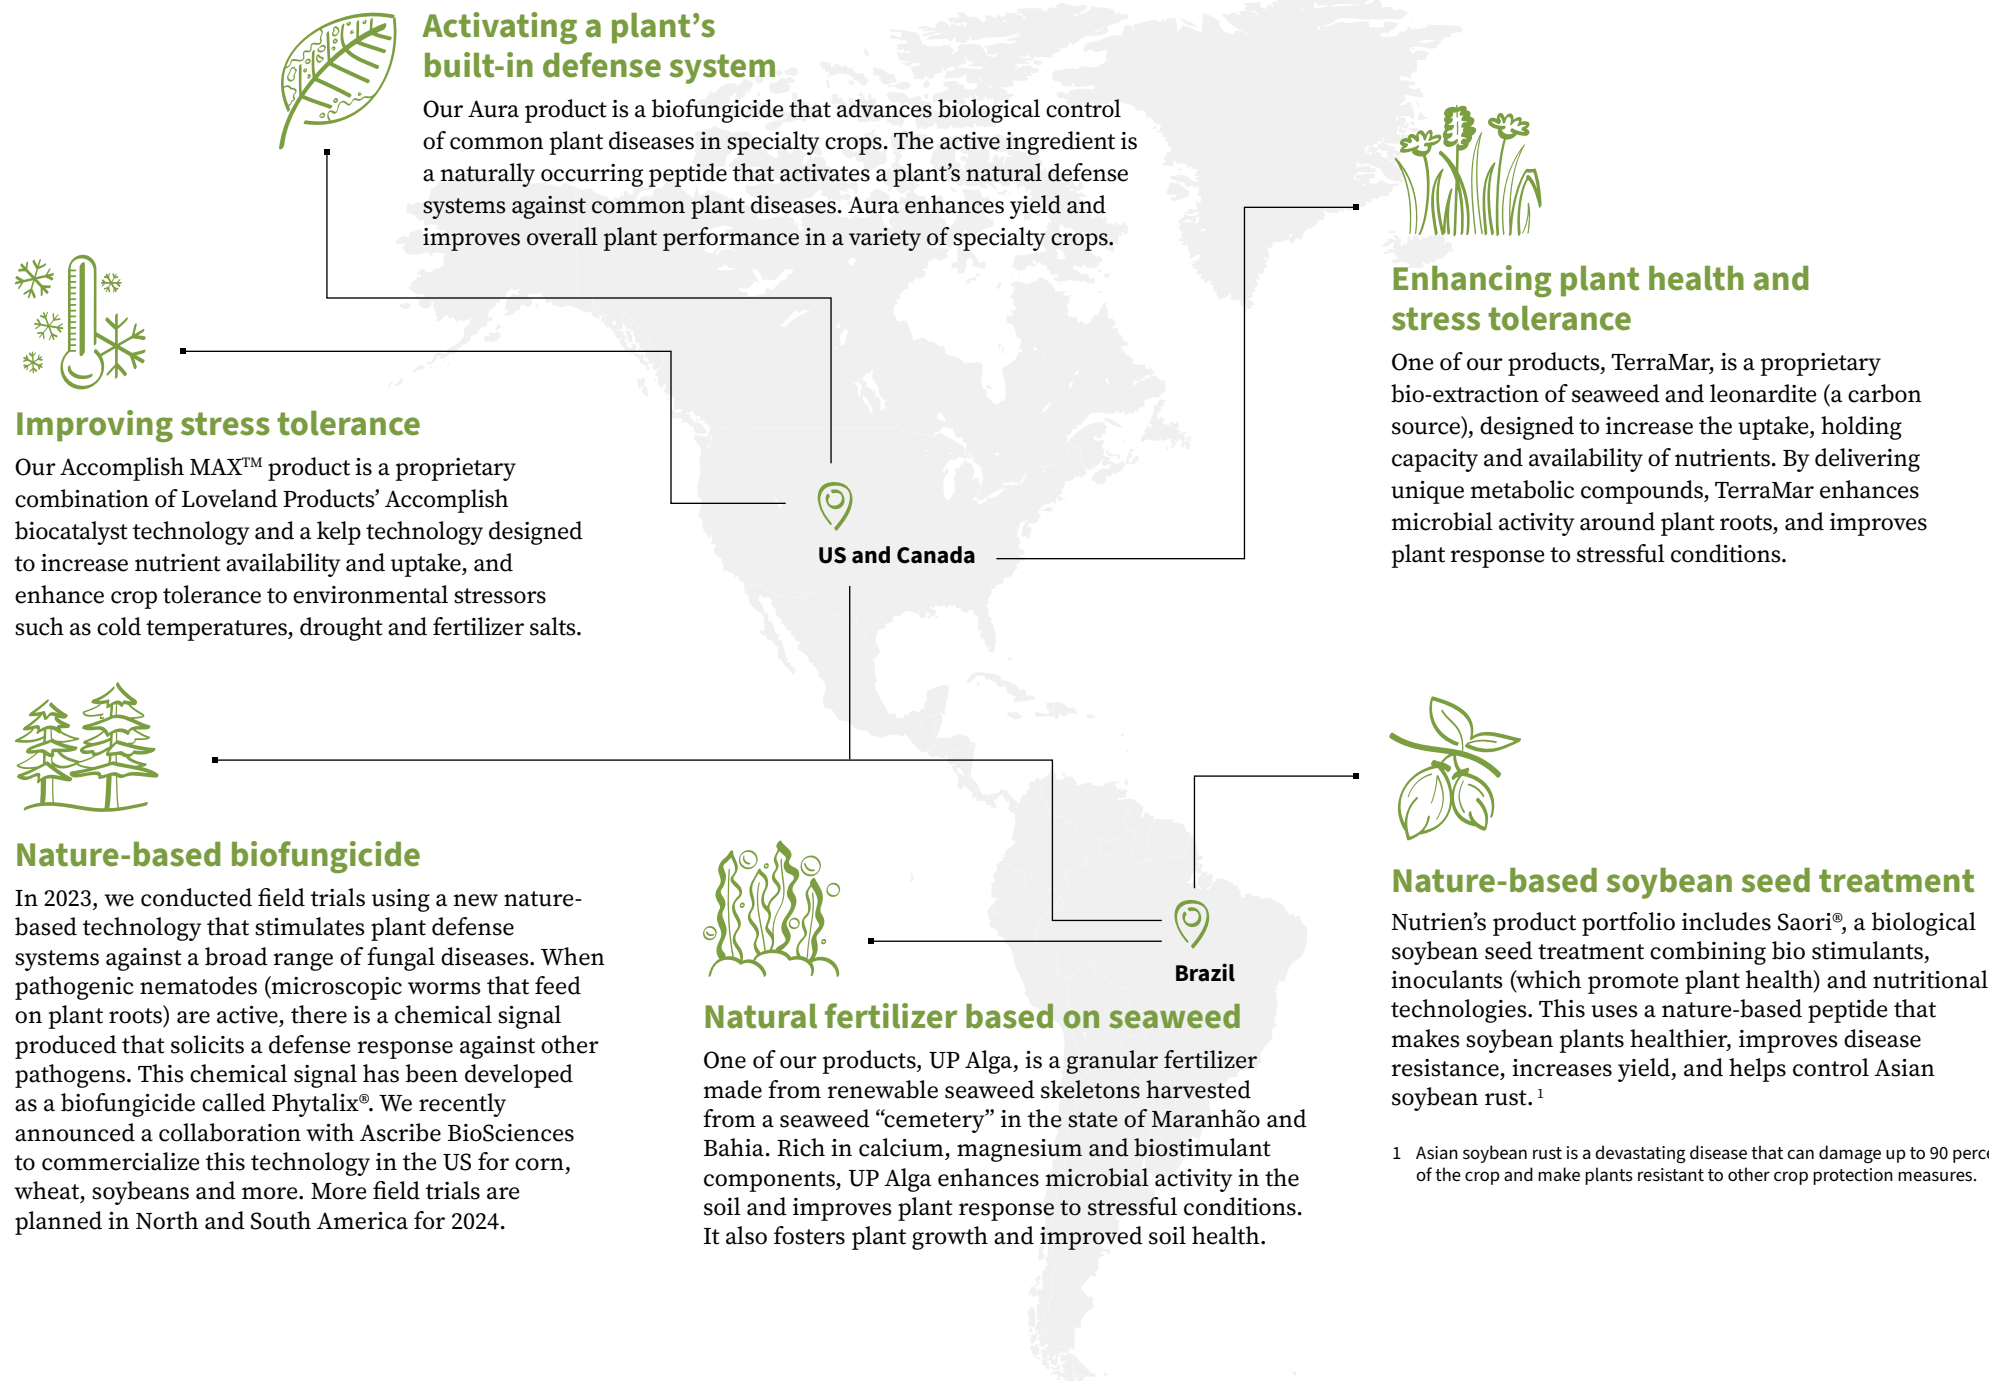 Activating a plant's
built-in defense system
Our Aura product is a biofungicide that advances biological control
of common plant diseases in specialty crops. The active ingredient is
a naturally occurring peptide that activates a plant's natural defense
systems against common plant diseases. Aura enhances yield and
improves overall plant performance in a variety of specialty crops.
Enhancing plant health and
stress tolerance
One of our products, TerraMar, is a proprietary
bio-extraction of seaweed and leonardite (a carbon
source), designed to increase the uptake, holding
capacity and availability of nutrients. By delivering
unique metabolic compounds, TerraMar enhances
microbial activity around plant roots, and improves
plant response to stressful conditions.
Improving stress tolerance
Our Accomplish MAX™ product is a proprietary
combination of Loveland Products' Accomplish
biocatalyst technology and a kelp technology designed
to increase nutrient availability and uptake, and
enhance crop tolerance to environmental stressors
such as cold temperatures, drought and fertilizer salts.
US and Canada
Nature-based biofungicide
In 2023, we conducted field trials using a new nature-
based technology that stimulates plant defense
systems against a broad range of fungal diseases. When
pathogenic nematodes (microscopic worms that feed
on plant roots) are active, there is a chemical signal
produced that solicits a defense response against other
pathogens. This chemical signal has been developed
as a biofungicide called Phytalix®. We recently
announced a collaboration with Ascribe BioSciences
to commercialize this technology in the US for corn,
wheat, soybeans and more. More field trials are
planned in North and South America for 2024.
Brazil
Natural fertilizer based on seaweed
One of our products, UP Alga, is a granular fertilizer
made from renewable seaweed skeletons harvested
from a seaweed "cemetery" in the state of Maranhão and
Bahia. Rich in calcium, magnesium and biostimulant
components, UP Alga enhances microbial activity in the
soil and improves plant response to stressful conditions.
It also fosters plant growth and improved soil health.
Nature-based soybean seed treatment
Nutrien's product portfolio includes Saori®, a biological
soybean seed treatment combining bio stimulants,
inoculants (which promote plant health) and nutritional
technologies. This uses a nature-based peptide that
makes soybean plants healthier, improves disease
resistance, increases yield, and helps control Asian
soybean rust. 1
1 Asian soybean rust is a devastating disease that can damage up to 90
of the crop and make plants resistant to other crop protection measures.